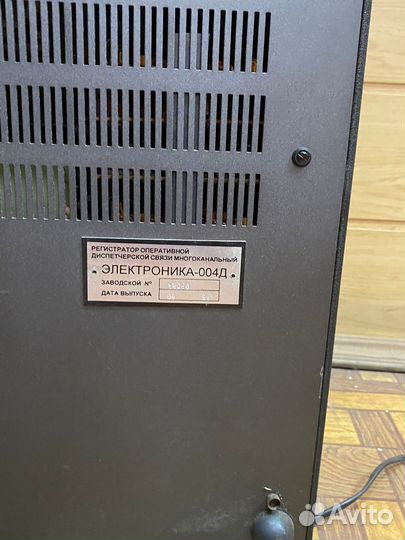 РЕГИСТРАТОР ОПЕРАТИВНОЙ
ДИСПЕТЧЕРСКОЙ СВЯЗИ МНОГОКАНАЛЬНЫЙ
ЭЛЕКТРОНИКА-004Д
ЗАВОДСКОЙ №
ДАТА ВЫПУСКА
Avito